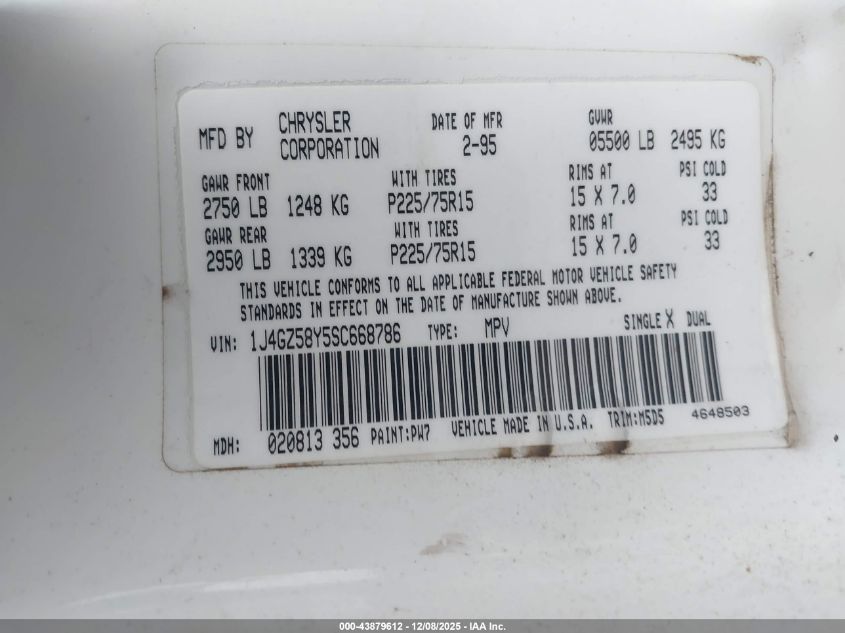 MFD BY CHRYSLER CORPORATION DATE OF MFR 2-95 GVWR 05500 LB 2495 KG
GAWR FRONT WITH TIRES RIMS AT PSI COLD
2750 LB 1248 KG P225/75R15 15 X 7.0 33
GAWR REAR WITH TIRES RIMS AT PSI COLD
2950 LB 1339 KG P225/75R15 15 X 7.0 33
THIS VEHICLE CONFORMS TO ALL APPLICABLE FEDERAL MOTOR VEHICLE SAFETY
STANDARDS IN EFFECT ON THE DATE OF MANUFACTURE SHOWN ABOVE.
VIN: 1J4GZ58Y5SC668786 TYPE: MPV SINGLE X DUAL
MDH: 020813 356 PAINT:PW7 VEHICLE MADE IN U.S.A. TRIM:M5D5 4648503
000-43879612 - 12/08/2025 - IAA Inc.